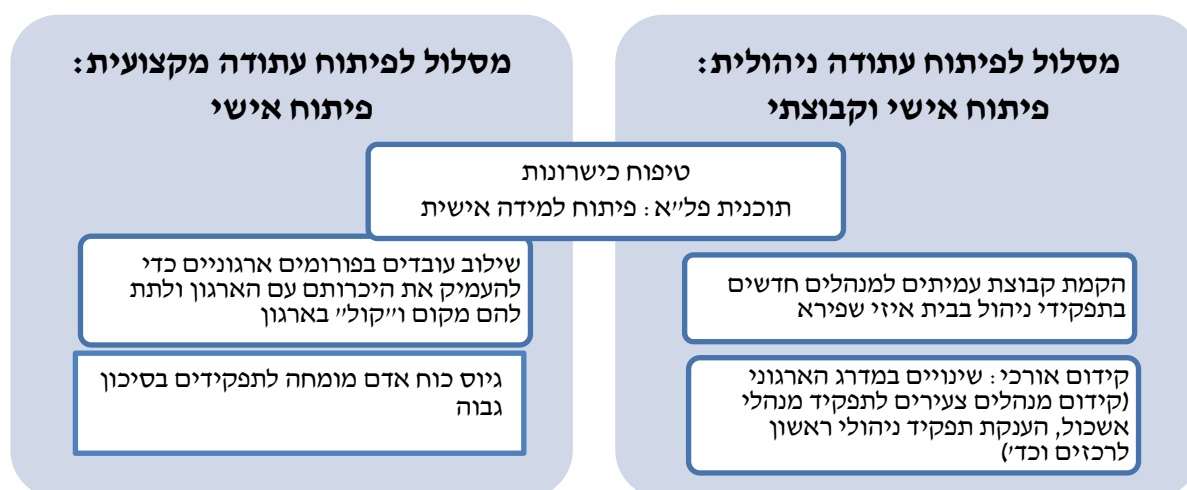 מסלול לפיתוח עתודה ניהולית:
פיתוח אישי וקבוצתי
מסלול לפיתוח עתודה מקצועית:
פיתוח אישי
טיפוח כישרונות
תוכנית פל״א: פיתוח למידה אישית
הקמת קבוצת עמיתים למנהלים חדשים
בתפקידי ניהול בבית איזי שפירא
קידום אורכי: שינויים במדרג הארגוני
(קידום מנהלים צעירים לתפקיד מנהלי
אשכול, הענקת תפקיד ניהולי ראשון
לרכזים וכד׳)
שילוב עובדים בפורומים ארגוניים כדי
להעמיק את היכרותם עם הארגון ולתת
להם מקום ו״קול״ בארגון
גיוס כוח אדם מומחה לתפקידים בסיכון
גבוה